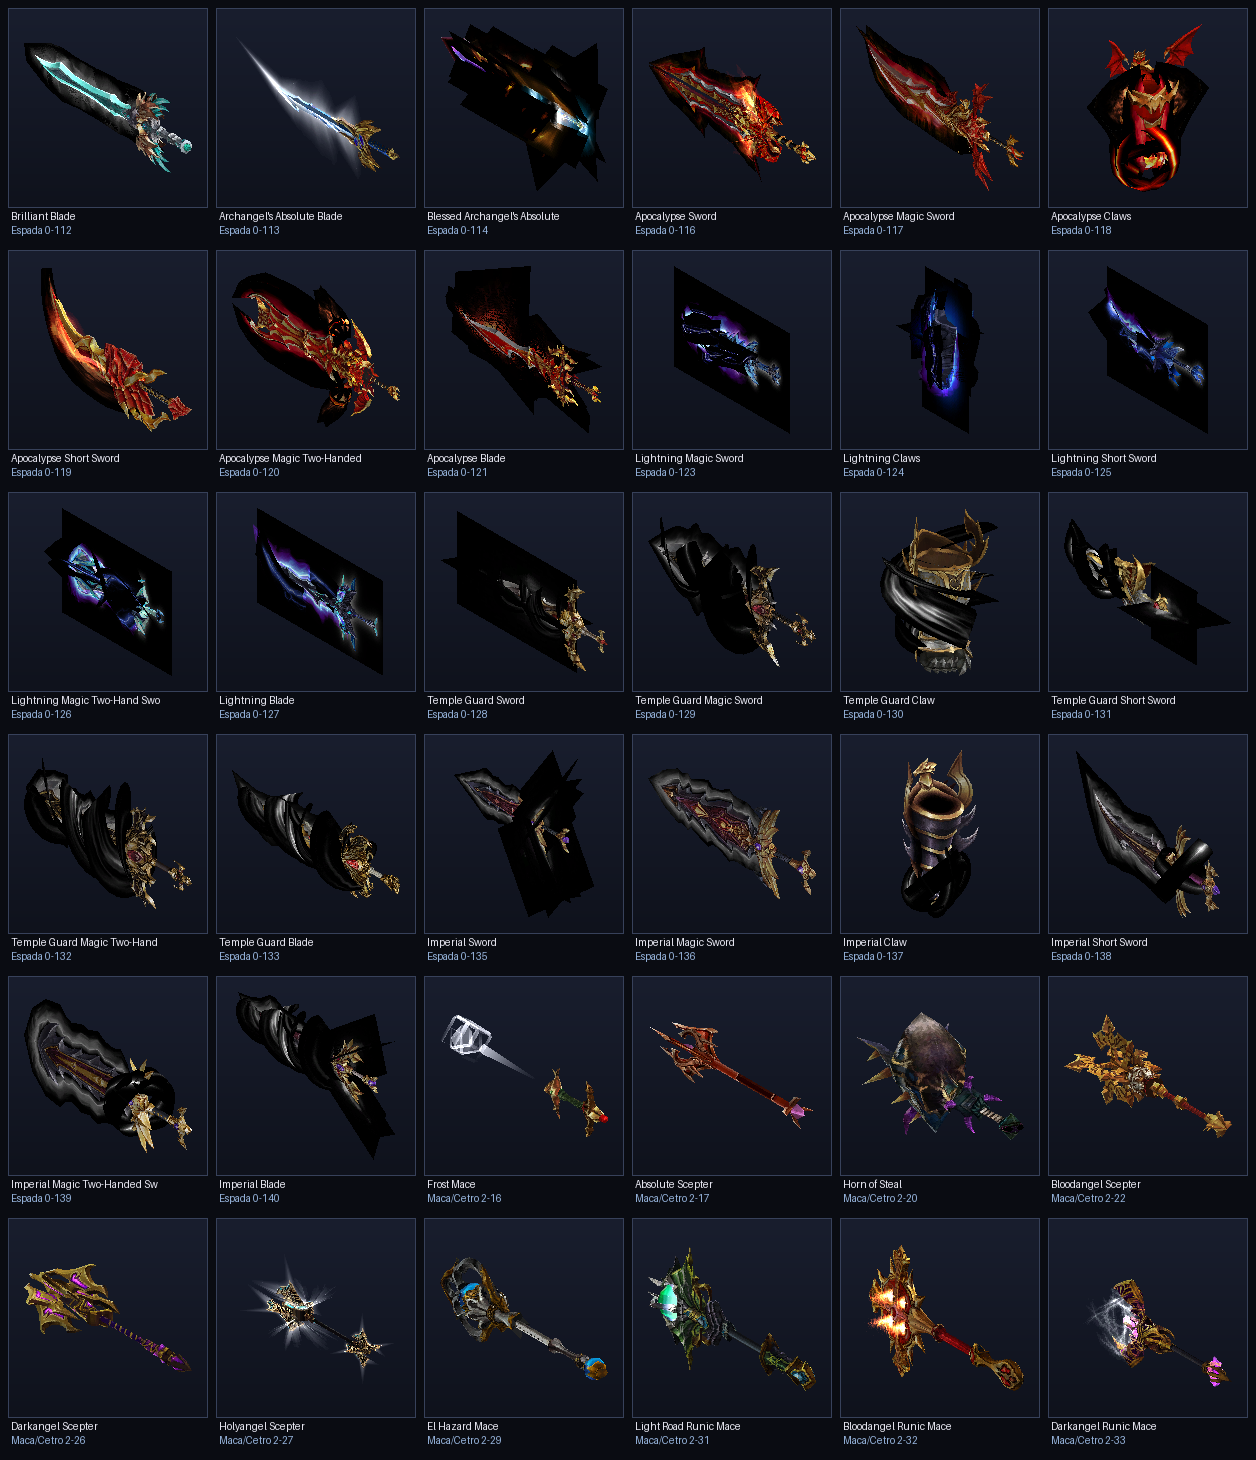 Brilliant Blade
Espada 0-112
Archangel's Absolute Blade
Espada 0-113
Blessed Archangel's Absolute
Espada 0-114
Apocalypse Sword
Espada 0-116
Apocalypse Magic Sword
Espada 0-117
Apocalypse Claws
Espada 0-118
Apocalypse Short Sword
Espada 0-119
Apocalypse Magic Two-Handed
Espada 0-120
Apocalypse Blade
Espada 0-121
Lightning Magic Sword
Espada 0-123
Lightning Claws
Espada 0-124
Lightning Short Sword
Espada 0-125
Lightning Magic Two-Hand Swo
Espada 0-126
Lightning Blade
Espada 0-127
Temple Guard Sword
Espada 0-128
Temple Guard Magic Sword
Espada 0-129
Temple Guard Claw
Espada 0-130
Temple Guard Short Sword
Espada 0-131
Temple Guard Magic Two-Hand
Espada 0-132
Temple Guard Blade
Espada 0-133
Imperial Sword
Espada 0-135
Imperial Magic Sword
Espada 0-136
Imperial Claw
Espada 0-137
Imperial Short Sword
Espada 0-138
Imperial Magic Two-Handed Sw
Espada 0-139
Imperial Blade
Espada 0-140
Frost Mace
Maca/Cetro 2-16
Absolute Scepter
Maca/Cetro 2-17
Horn of Steal
Maca/Cetro 2-20
Bloodangel Scepter
Maca/Cetro 2-22
Darkangel Scepter
Maca/Cetro 2-26
Holyangel Scepter
Maca/Cetro 2-27
El Hazard Mace
Maca/Cetro 2-29
Light Road Runic Mace
Maca/Cetro 2-31
Bloodangel Runic Mace
Maca/Cetro 2-32
Darkangel Runic Mace
Maca/Cetro 2-33